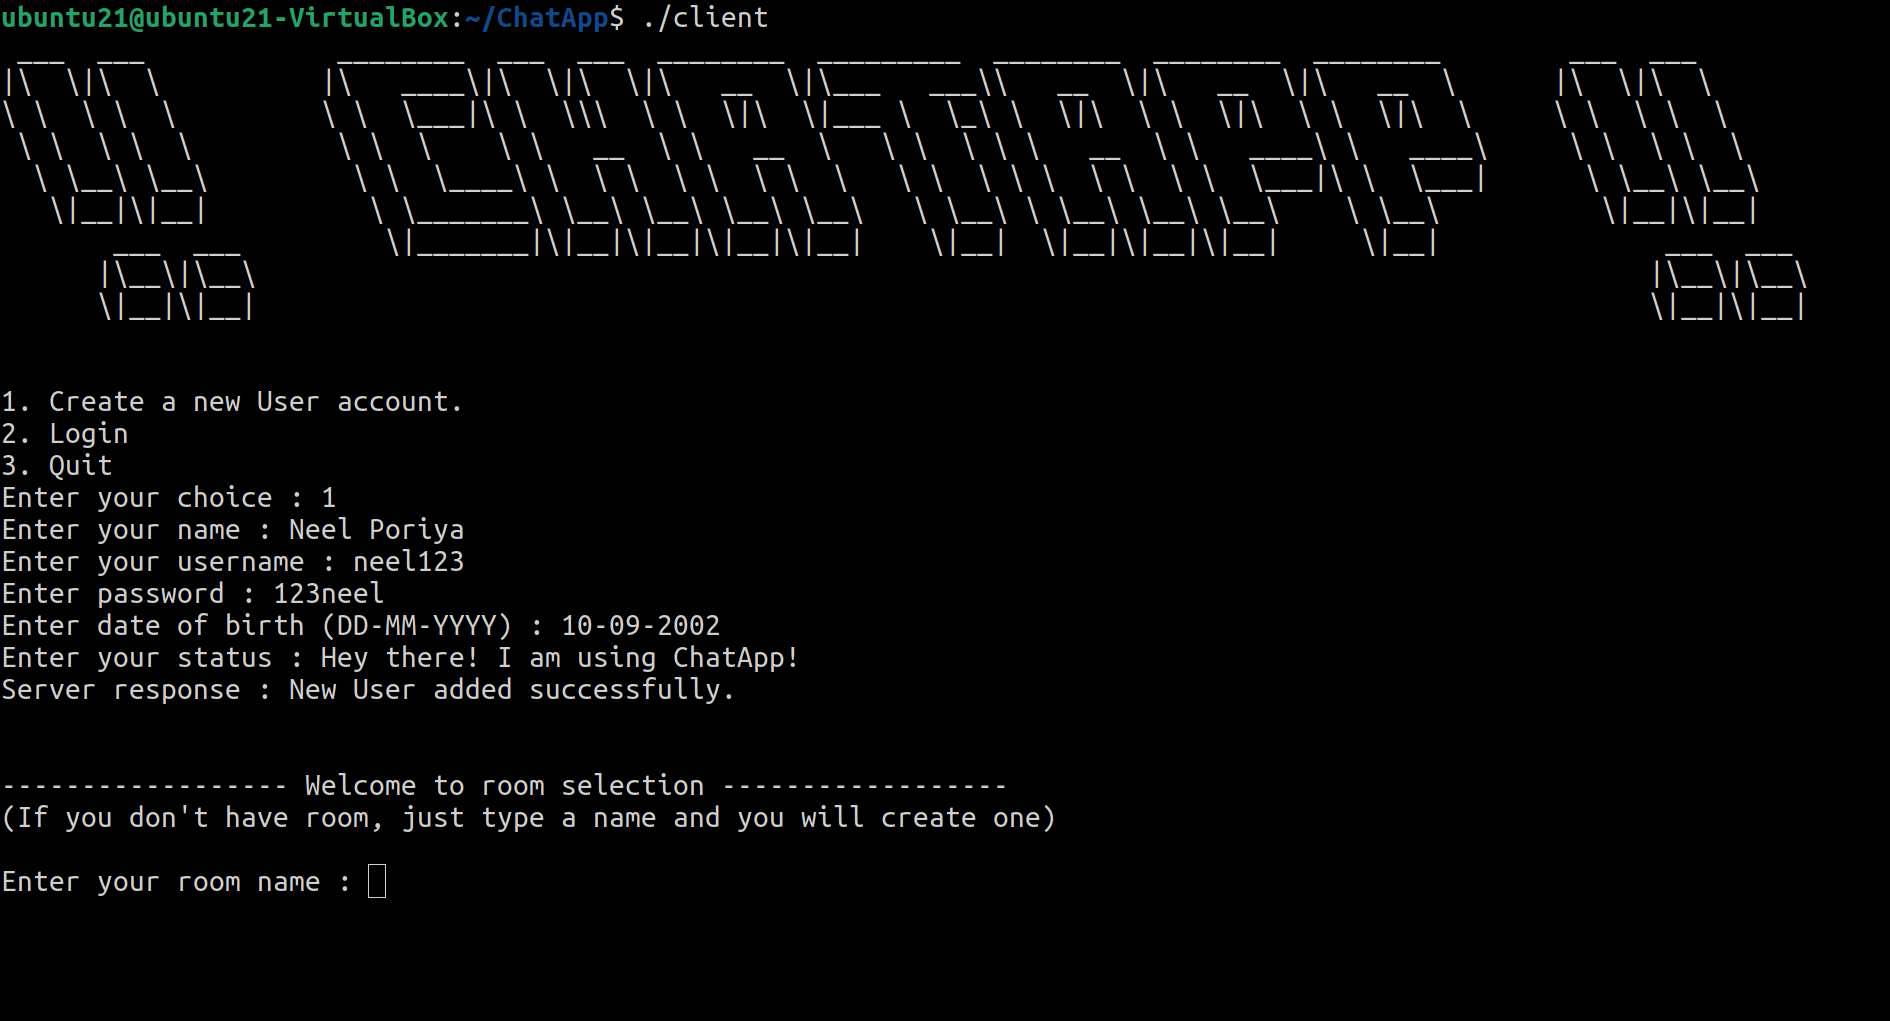 ubuntu21@ubuntu21-VirtualBox:~/ChatApp$ ./client
!! CHATAPP !!
1. Create a new User account.
2. Login
3. Quit
Enter your choice : 1
Enter your name : Neel Poriya
Enter your username : neel123
Enter password : 123neel
Enter date of birth (DD-MM-YYYY) : 10-09-2002
Enter your status : Hey there! I am using ChatApp!
Server response : New User added successfully.
------------------ Welcome to room selection ------------------
(If you don't have room, just type a name and you will create one)
Enter your room name :